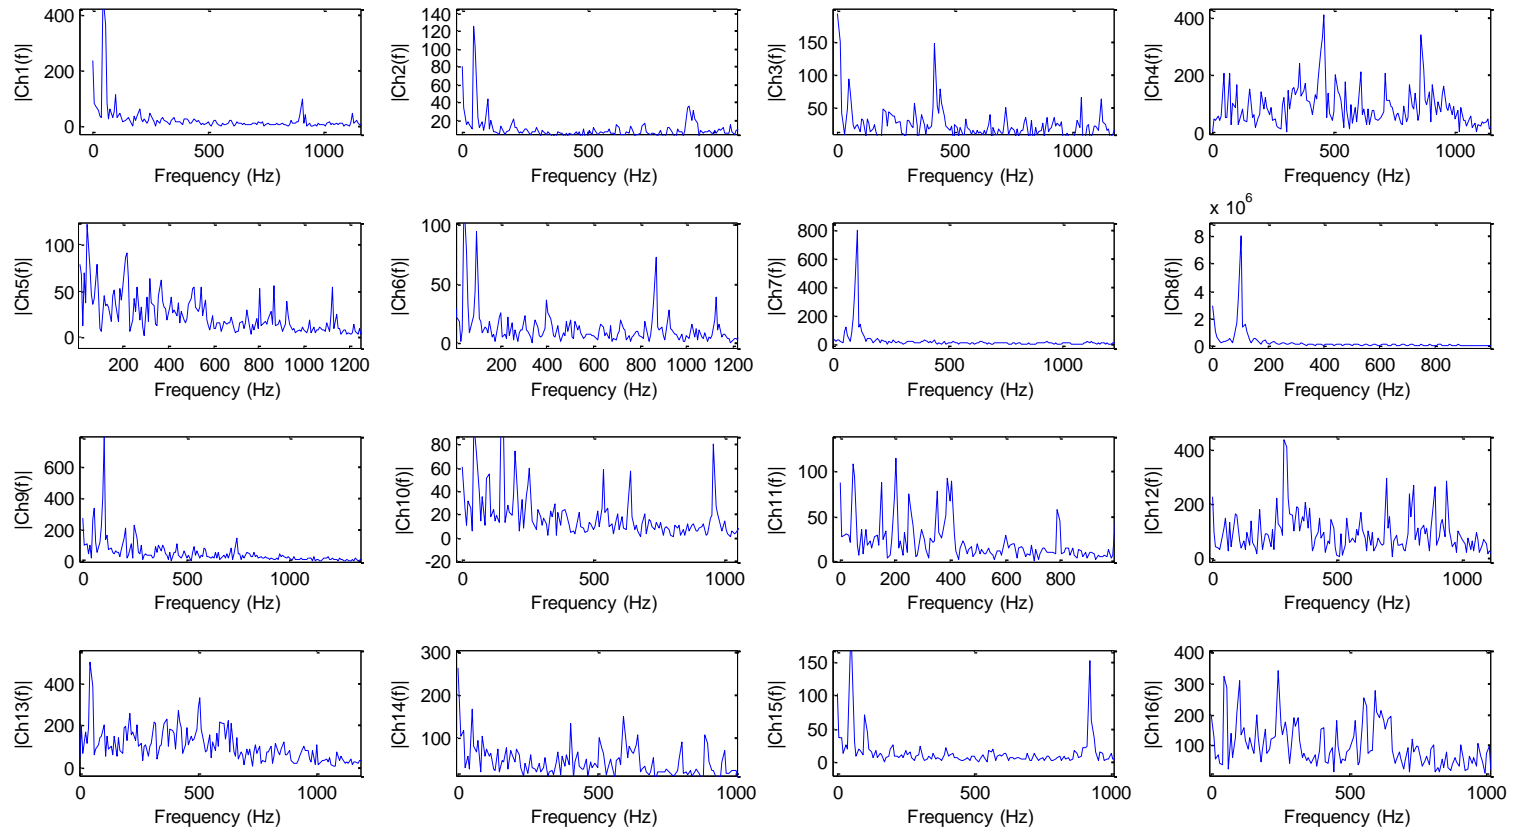 |Ch1(f)|
400
200
0
0 500 1000
Frequency (Hz)
|Ch2(f)|
140
120
100
80
60
40
20
0 500 1000
Frequency (Hz)
|Ch3(f)|
150
100
50
0 500 1000
Frequency (Hz)
|Ch4(f)|
400
200
0
0 500 1000
Frequency (Hz)
|Ch5(f)|
100
50
0
200 400 600 800 1000 1200
Frequency (Hz)
|Ch6(f)|
100
50
0
200 400 600 800 1000 1200
Frequency (Hz)
|Ch7(f)|
800
600
400
200
0
0 500 1000
Frequency (Hz)
x 10^6
|Ch8(f)|
8
6
4
2
0
0 200 400 600 800
Frequency (Hz)
|Ch9(f)|
600
400
200
0
0 500 1000
Frequency (Hz)
|Ch10(f)|
80
60
40
20
0
-20
0 500 1000
Frequency (Hz)
|Ch11(f)|
100
50
0
0 200 400 600 800
Frequency (Hz)
|Ch12(f)|
400
200
0
0 500 1000
Frequency (Hz)
|Ch13(f)|
400
200
0
0 500 1000
Frequency (Hz)
|Ch14(f)|
300
200
100
0 500 1000
Frequency (Hz)
|Ch15(f)|
150
100
50
0
0 500 1000
Frequency (Hz)
|Ch16(f)|
400
300
200
100
0 500 1000
Frequency (Hz)